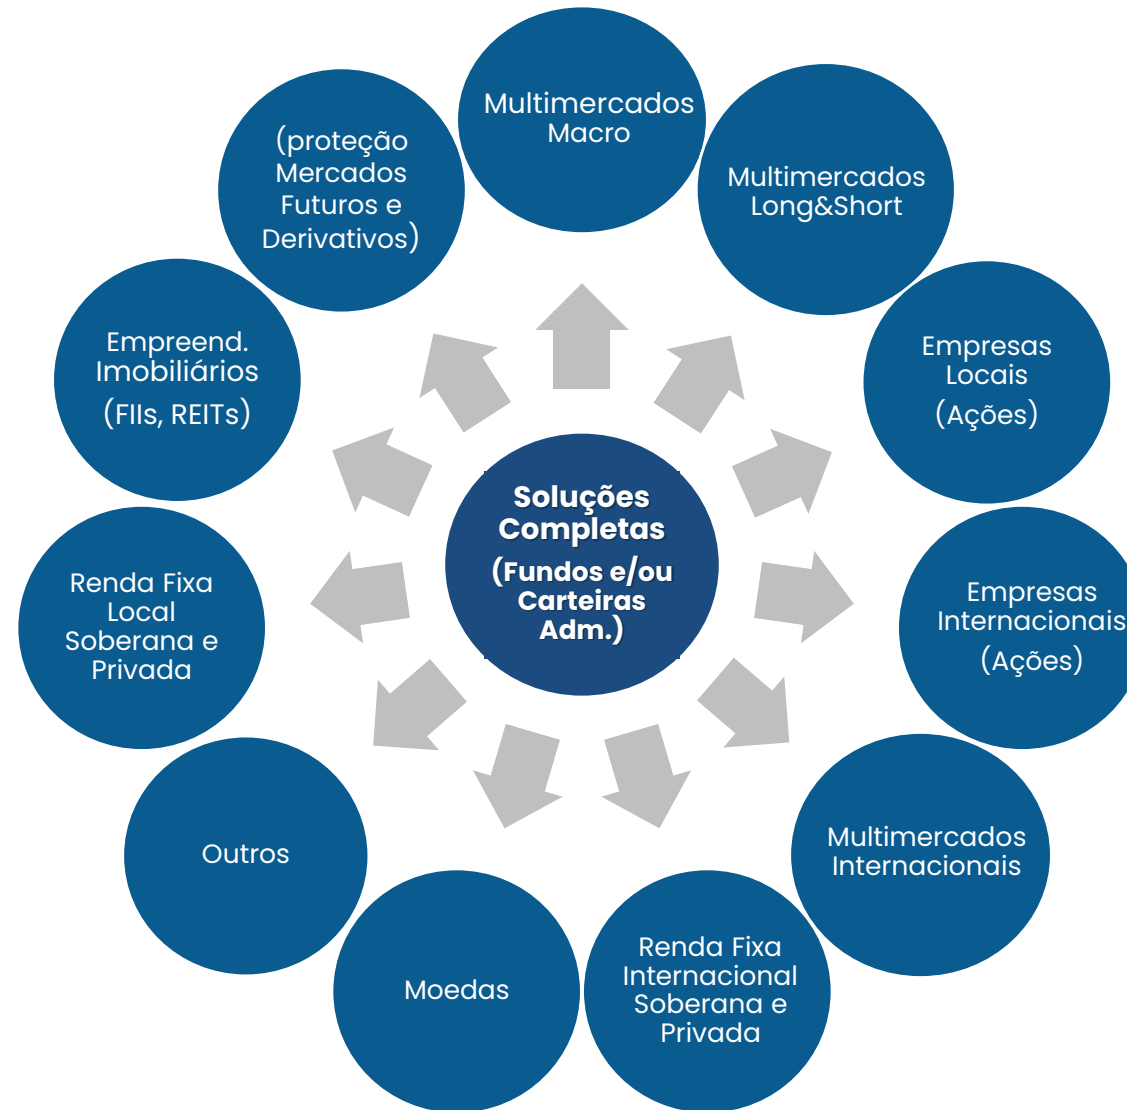 Multimercados
Macro
Multimercados
Long&Short
Empresas
Locais
(Ações)
Empresas
Internacionais
(Ações)
Multimercados
Internacionais
Renda Fixa
Internacional
Soberana e
Privada
Moedas
Outros
Renda Fixa
Local
Soberana e
Privada
Empreend.
Imobiliários
(FIIs, REITs)
(proteção
Mercados
Futuros e
Derivativos)
Soluções
Completas
(Fundos e/ou
Carteiras
Adm.)